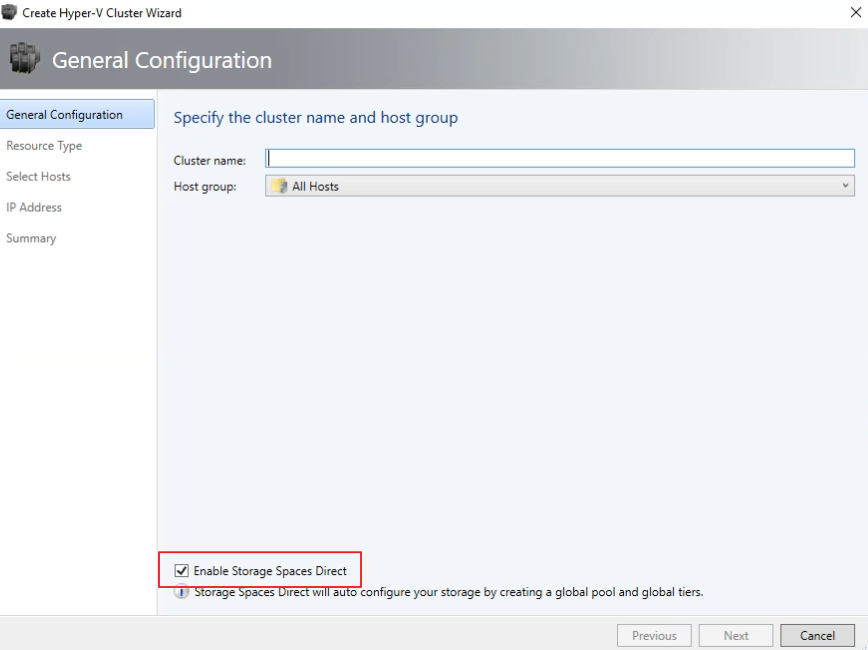 Create Hyper-V Cluster Wizard
General Configuration
General Configuration
Resource Type
Select Hosts
IP Address
Summary
Specify the cluster name and host group
Cluster name:
Host group: All Hosts
Enable Storage Spaces Direct
Storage Spaces Direct will auto configure your storage by creating a global pool and global tiers.
Previous Next Cancel